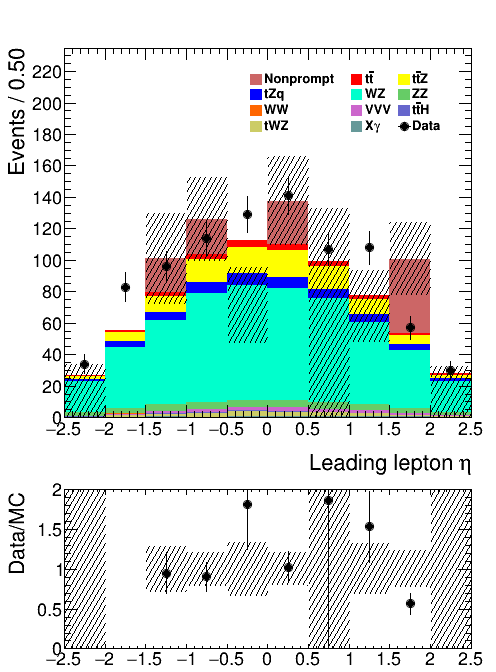 Events / 0.50
220
200
180
160
140
120
100
80
60
40
20
0
Nonprompt tt̄ tt̄Z
tZq WZ ZZ
WW VVV tt̄H
tWZ Xγ Data
−2.5 −2 −1.5 −1 −0.5 0 0.5 1 1.5 2 2.5
Leading lepton η
Data/MC
2
1.5
1
0.5
0
−2.5 −2 −1.5 −1 −0.5 0 0.5 1 1.5 2 2.5